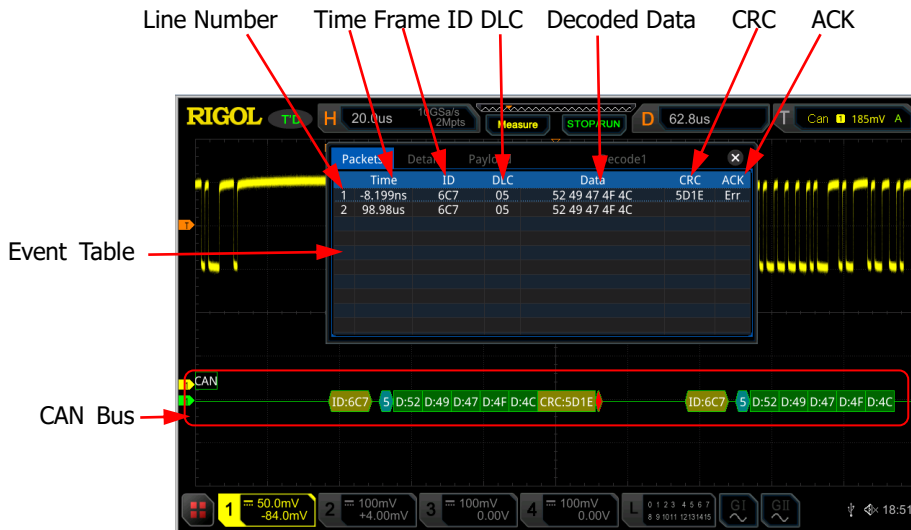 Line Number Time Frame ID DLC Decoded Data CRC ACK
RIGOL T'D H 20.0us 10GSa/s 2Mpts Measure STOP/RUN D 62.8us T Can 1 185mV A
Packets Details Payload Decode1
Time ID DLC Data CRC ACK
1 -8.199ns 6C7 05 52 49 47 4F 4C 5D1E Err
2 98.98us 6C7 05 52 49 47 4F 4C
T
Event Table
CAN
CAN Bus
ID:6C7 5 D:52 D:49 D:47 D:4F D:4C CRC:5D1E ID:6C7 5 D:52 D:49 D:47 D:4F D:4C
1 50.0mV -84.0mV 2 100mV +4.00mV 3 100mV 0.00V 4 100mV 0.00V L 0 1 2 3 4 5 6 7 8 9 10 11 12 13 14 15 GI GII 18:51